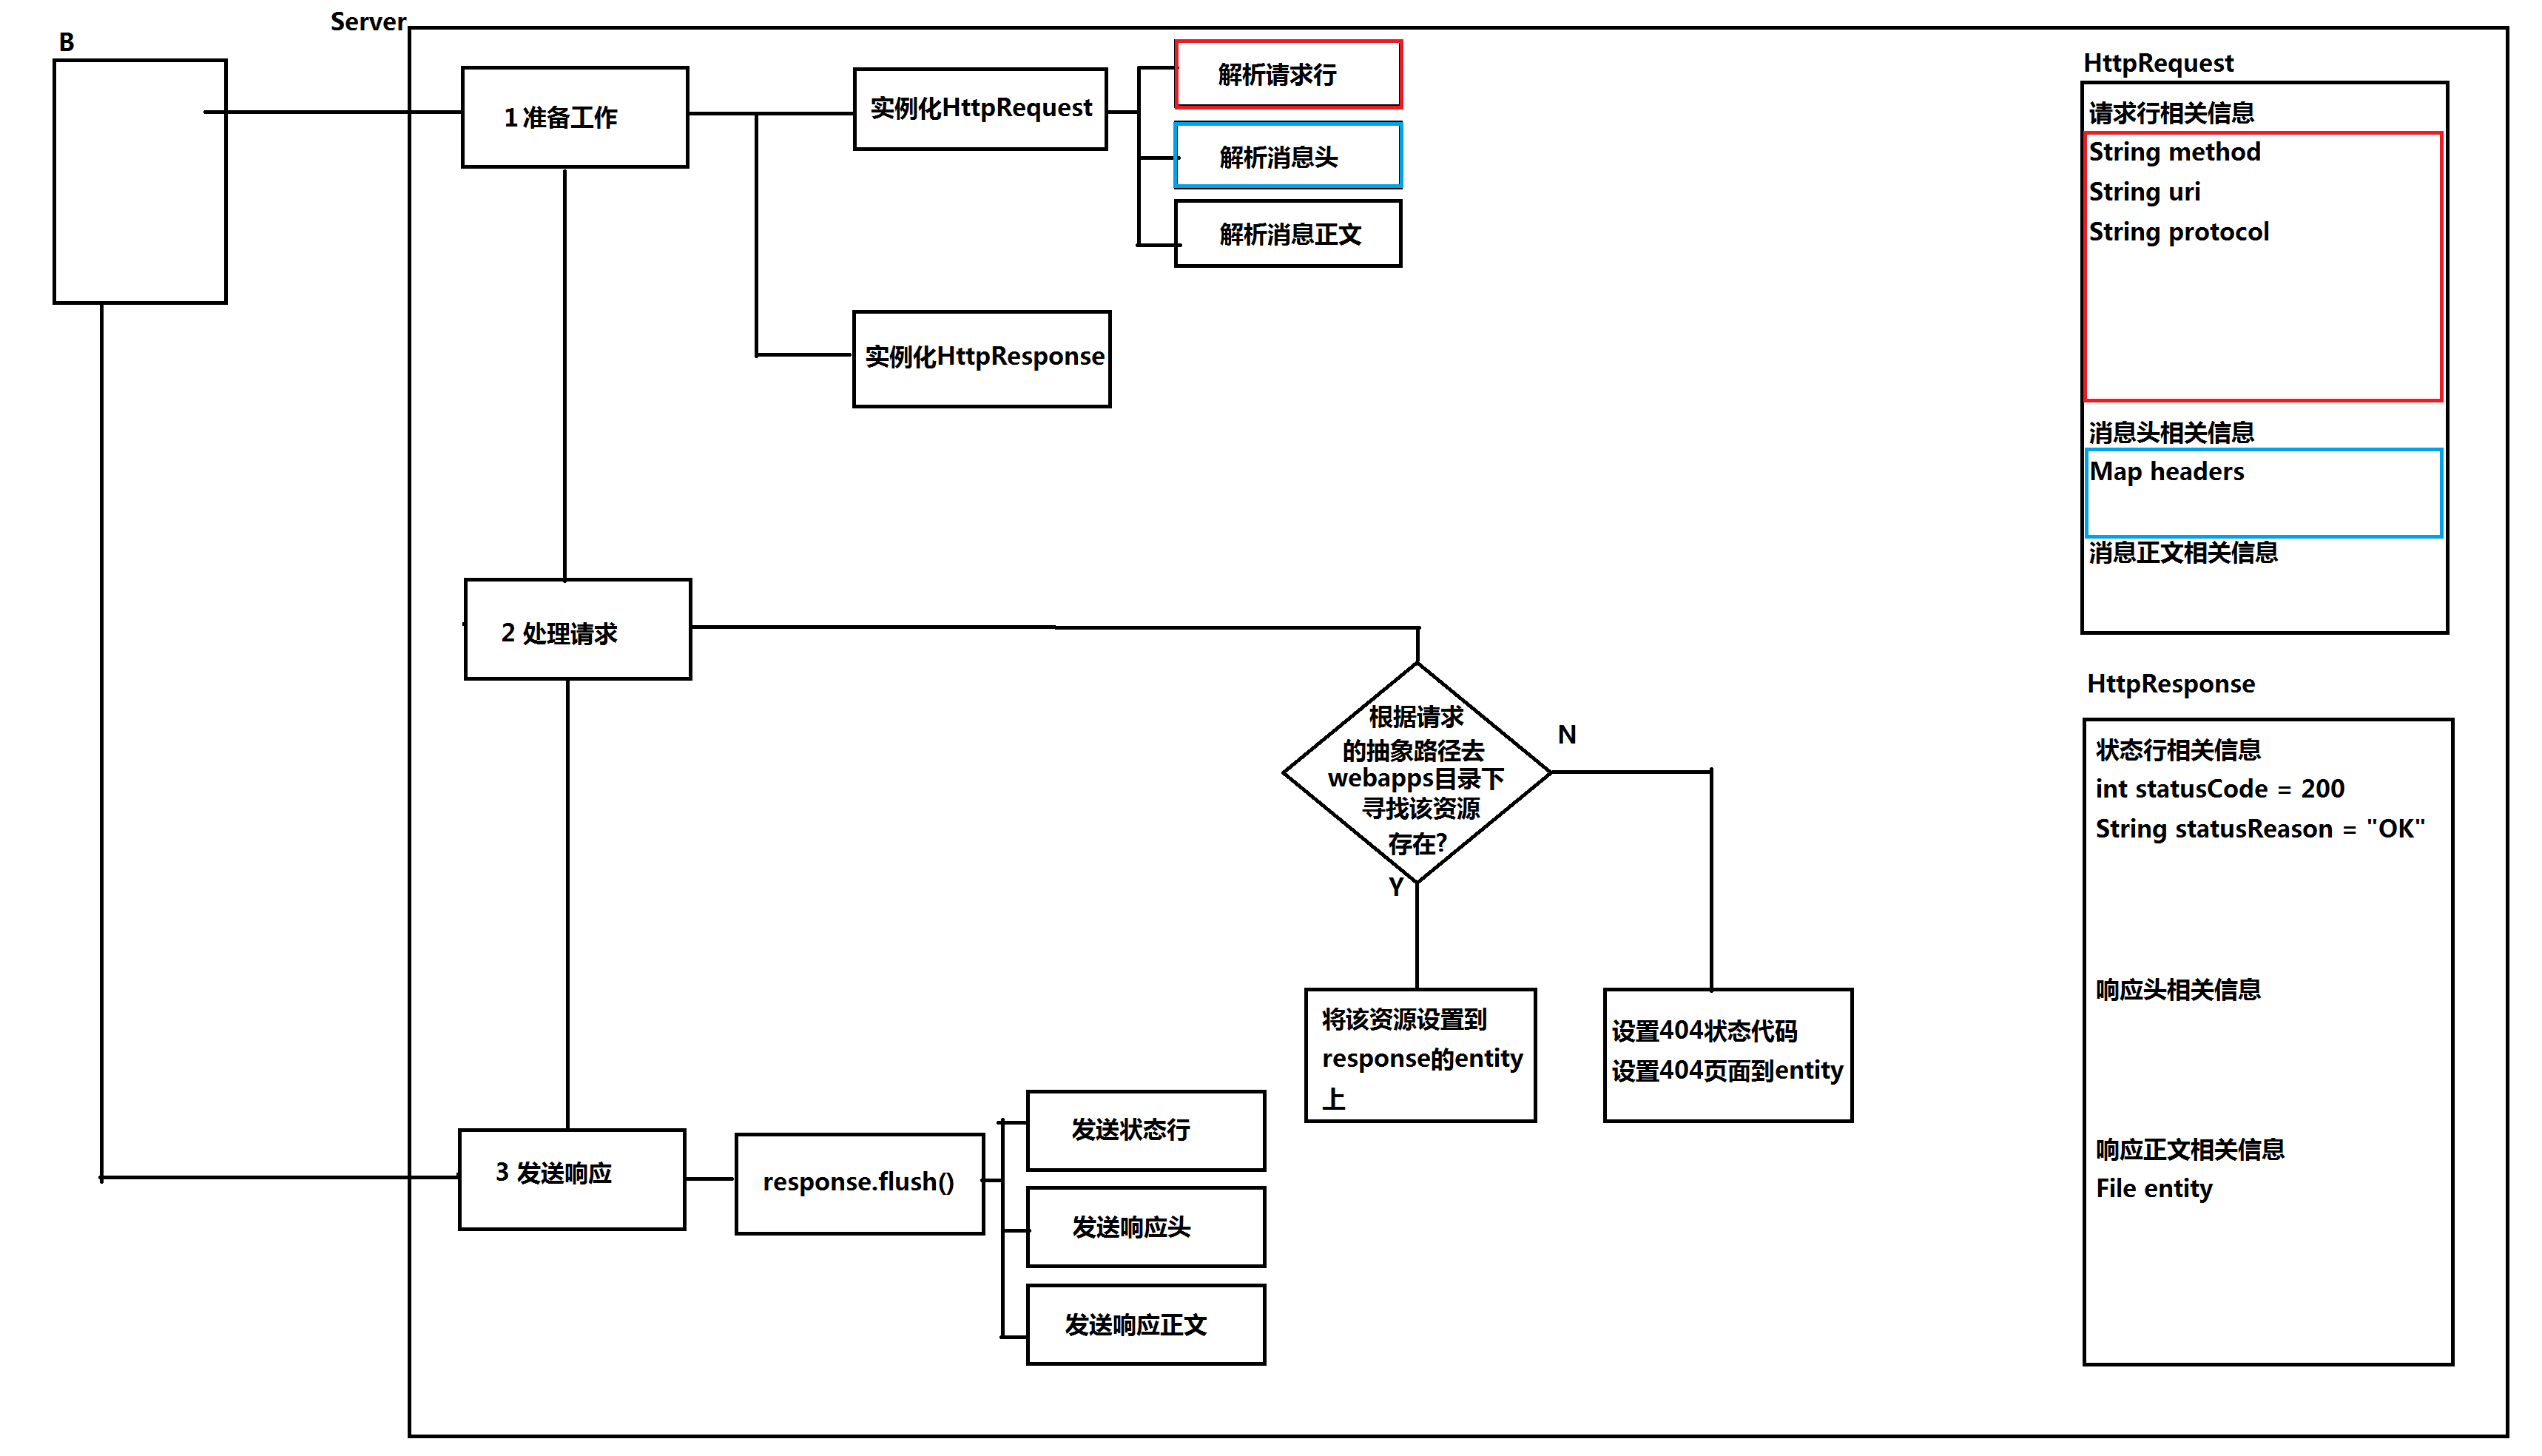 Server
B
1 准备工作
实例化HttpRequest
解析请求行
解析消息头
解析消息正文
实例化HttpResponse
2 处理请求
根据请求
的抽象路径去
webapps目录下
寻找该资源
存在?
N
Y
将该资源设置到
response的entity
上
设置404状态代码
设置404页面到entity
3 发送响应
response.flush()
发送状态行
发送响应头
发送响应正文
HttpRequest
请求行相关信息
String method
String uri
String protocol
消息头相关信息
Map headers
消息正文相关信息
HttpResponse
状态行相关信息
int statusCode = 200
String statusReason = "OK"
响应头相关信息
响应正文相关信息
File entity